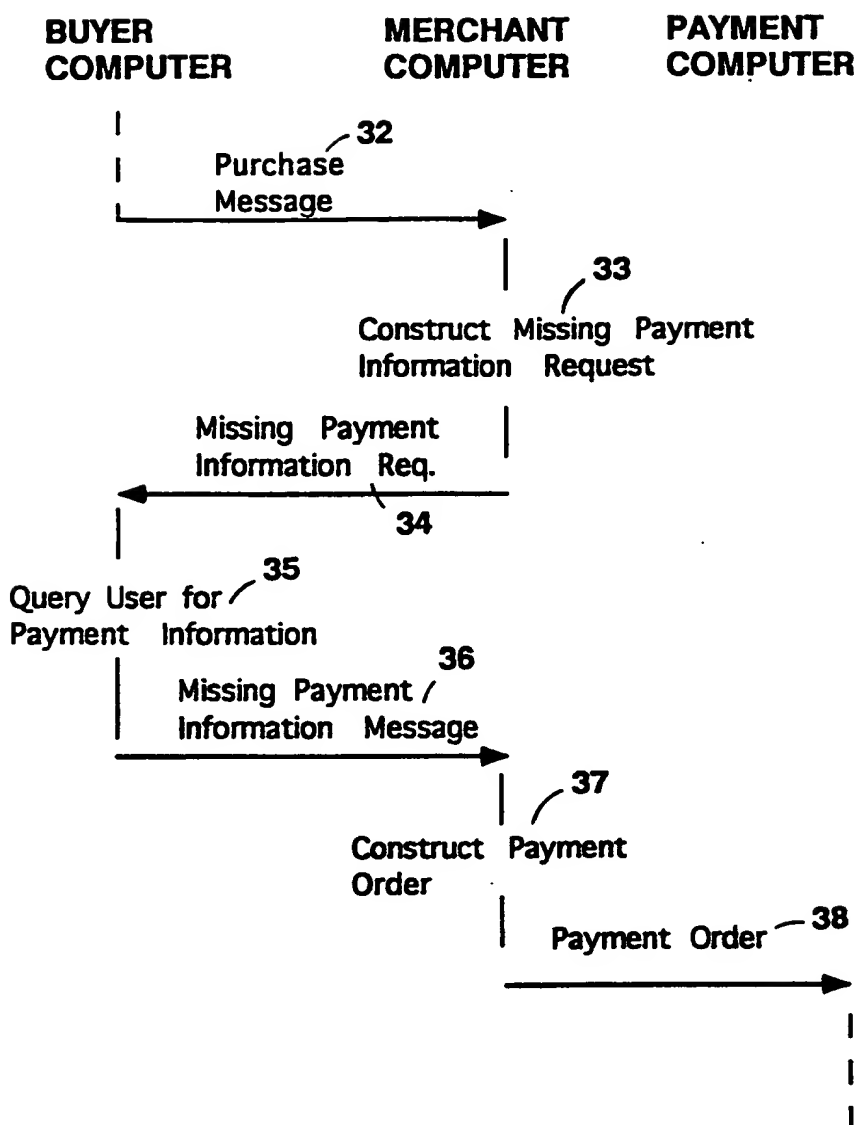 BUYER COMPUTER
MERCHANT COMPUTER
PAYMENT COMPUTER
32
Purchase
Message
33
Construct Missing Payment
Information Request
Missing Payment
Information Req.
34
35
Query User for
Payment Information
36
Missing Payment
Information Message
37
Construct Payment
Order
38
Payment Order